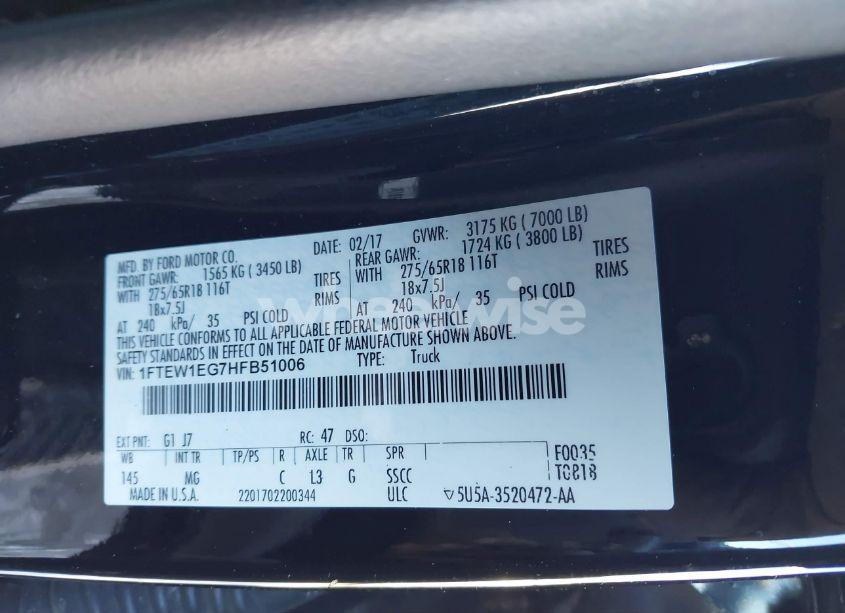 MFD. BY FORD MOTOR CO.
DATE: 02/17 GVWR: 3175 KG ( 7000 LB)
FRONT GAWR: 1565 KG ( 3450 LB) REAR GAWR: 1724 KG ( 3800 LB)
WITH 275/65R18 116T TIRES WITH 275/65R18 116T TIRES
18x7.5J RIMS 18x7.5J RIMS
AT 240 kPa/ 35 PSI COLD AT 240 kPa/ 35 PSI COLD
THIS VEHICLE CONFORMS TO ALL APPLICABLE FEDERAL MOTOR VEHICLE
SAFETY STANDARDS IN EFFECT ON THE DATE OF MANUFACTURE SHOWN ABOVE.
VIN: 1FTEW1EG7HFB51006 TYPE: Truck
EXT PNT: G1 J7 RC: 47 DSO:
WB INT TR TP/PS R AXLE TR SPR F0035
145 MG C L3 G SSCC T0818
MADE IN U.S.A. 2201702200344 ULC ▽5U5A-3520472-AA
wheelwise